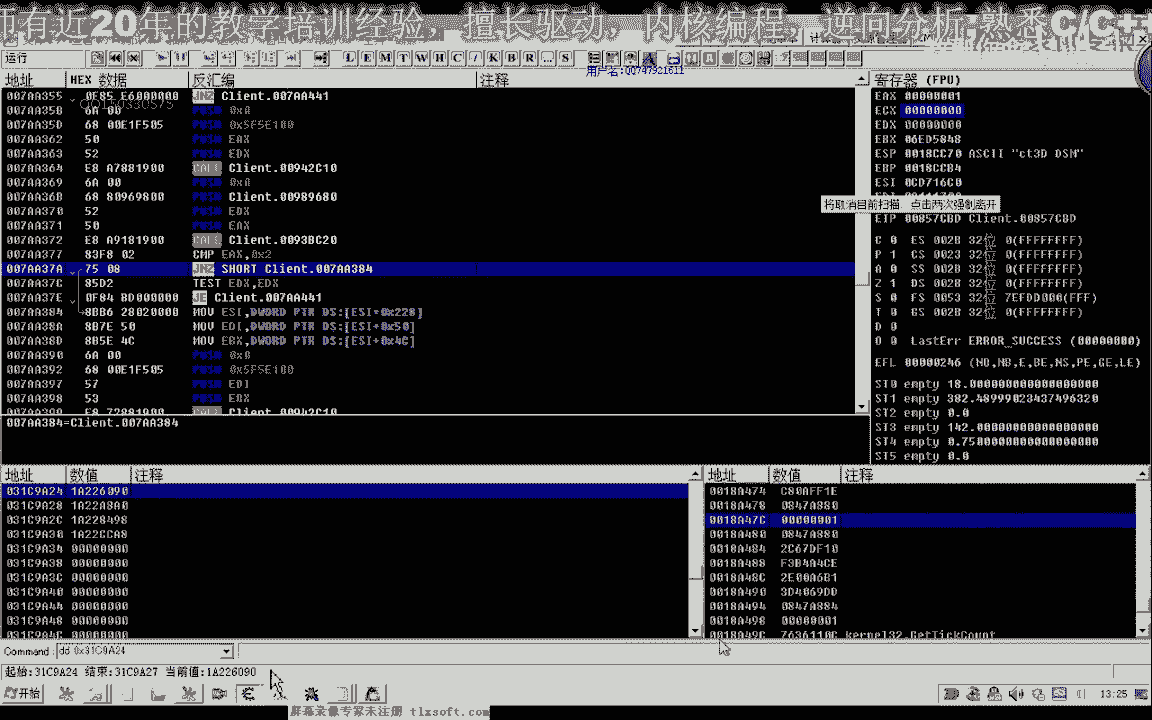 师有近20年的教学培训经验, 擅长驱动, 内核编程, 逆向分析;熟悉C/C++
运行
L E M T W H C / K B R ... S
用户名:QQ747921611
地址 HEX 数据 反汇编 注释
007AA355 0F85 E6000000 JNZ Client.007AA441
007AA35B 6A 00 PUSH 0x0
007AA35D 68 00E1F505 PUSH 0x5F5E100
007AA362 50 PUSH EAX
007AA363 52 PUSH EDX
007AA364 E8 A7881900 CALL Client.00942C10
007AA369 6A 00 PUSH 0x0
007AA36B 68 80969800 PUSH Client.00989680
007AA370 52 PUSH EDX
007AA371 50 PUSH EAX
007AA372 E8 A9181900 CALL Client.0093BC20
007AA377 83F8 02 CMP EAX,0x2
007AA37A 75 08 JNZ SHORT Client.007AA384
007AA37C 85D2 TEST EDX,EDX
007AA37E 0F84 BD000000 JE Client.007AA441
007AA384 8BB6 28020000 MOV ESI,DWORD PTR DS:[ESI+0x228]
007AA38A 8B7E 50 MOV EDI,DWORD PTR DS:[ESI+0x50]
007AA38D 8B5E 4C MOV EBX,DWORD PTR DS:[ESI+0x4C]
007AA390 6A 00 PUSH 0x0
007AA392 68 00E1F505 PUSH 0x5F5E100
007AA397 57 PUSH EDI
007AA398 53 PUSH EBX
007AA399 E8 72881900 CALL Client.00942C10
007AA384=Client.007AA384
寄存器 (FPU)
EAX 00000001
ECX 00000000
EDX 00000000
EBX 06ED5848
ESP 0018CC70 ASCII "ct3D DSM"
EBP 0018CCB4
ESI 0CD716C0
将取消目前扫描. 点击两次强制离开
EIP 00857CBD Client.00857CBD
C 0 ES 002B 32位 0(FFFFFFFF)
P 1 CS 0023 32位 0(FFFFFFFF)
A 0 SS 002B 32位 0(FFFFFFFF)
Z 1 DS 002B 32位 0(FFFFFFFF)
S 0 FS 0053 32位 7EFDD000(FFF)
T 0 GS 002B 32位 0(FFFFFFFF)
D 0
O 0 LastErr ERROR_SUCCESS (00000000)
EFL 00000246 (NO,NB,E,BE,NS,PE,GE,LE)
ST0 empty 18.000000000000000000
ST1 empty 382.48999023437496320
ST2 empty 0.0
ST3 empty 142.00000000000000000
ST4 empty 0.7500000000000000000
ST5 empty 0.0
地址 数值 注释
031C9A24 1A226090
031C9A28 1A22A8A0
031C9A2C 1A228498
031C9A30 1A22CCA8
031C9A34 00000000
031C9A38 00000000
031C9A3C 00000000
031C9A40 00000000
031C9A44 00000000
031C9A48 00000000
031C9A4C 00000000
地址 数值 注释
0018A474 C80AFF1E
0018A478 0847A880
0018A47C 00000001
0018A480 0847A880
0018A484 2C67DF10
0018A488 F3B4A4CE
0018A48C 2E00A6B1
0018A490 3D4069DD
0018A494 0847A884
0018A498 00000001
0018A49C 7636110C kernel32.GetTickCount
Command: dd 0x31C9A24
起始:31C9A24 结束:31C9A27 当前值:1A226090
开始
13:25
屏幕录像专家未注册 tlxsoft.com